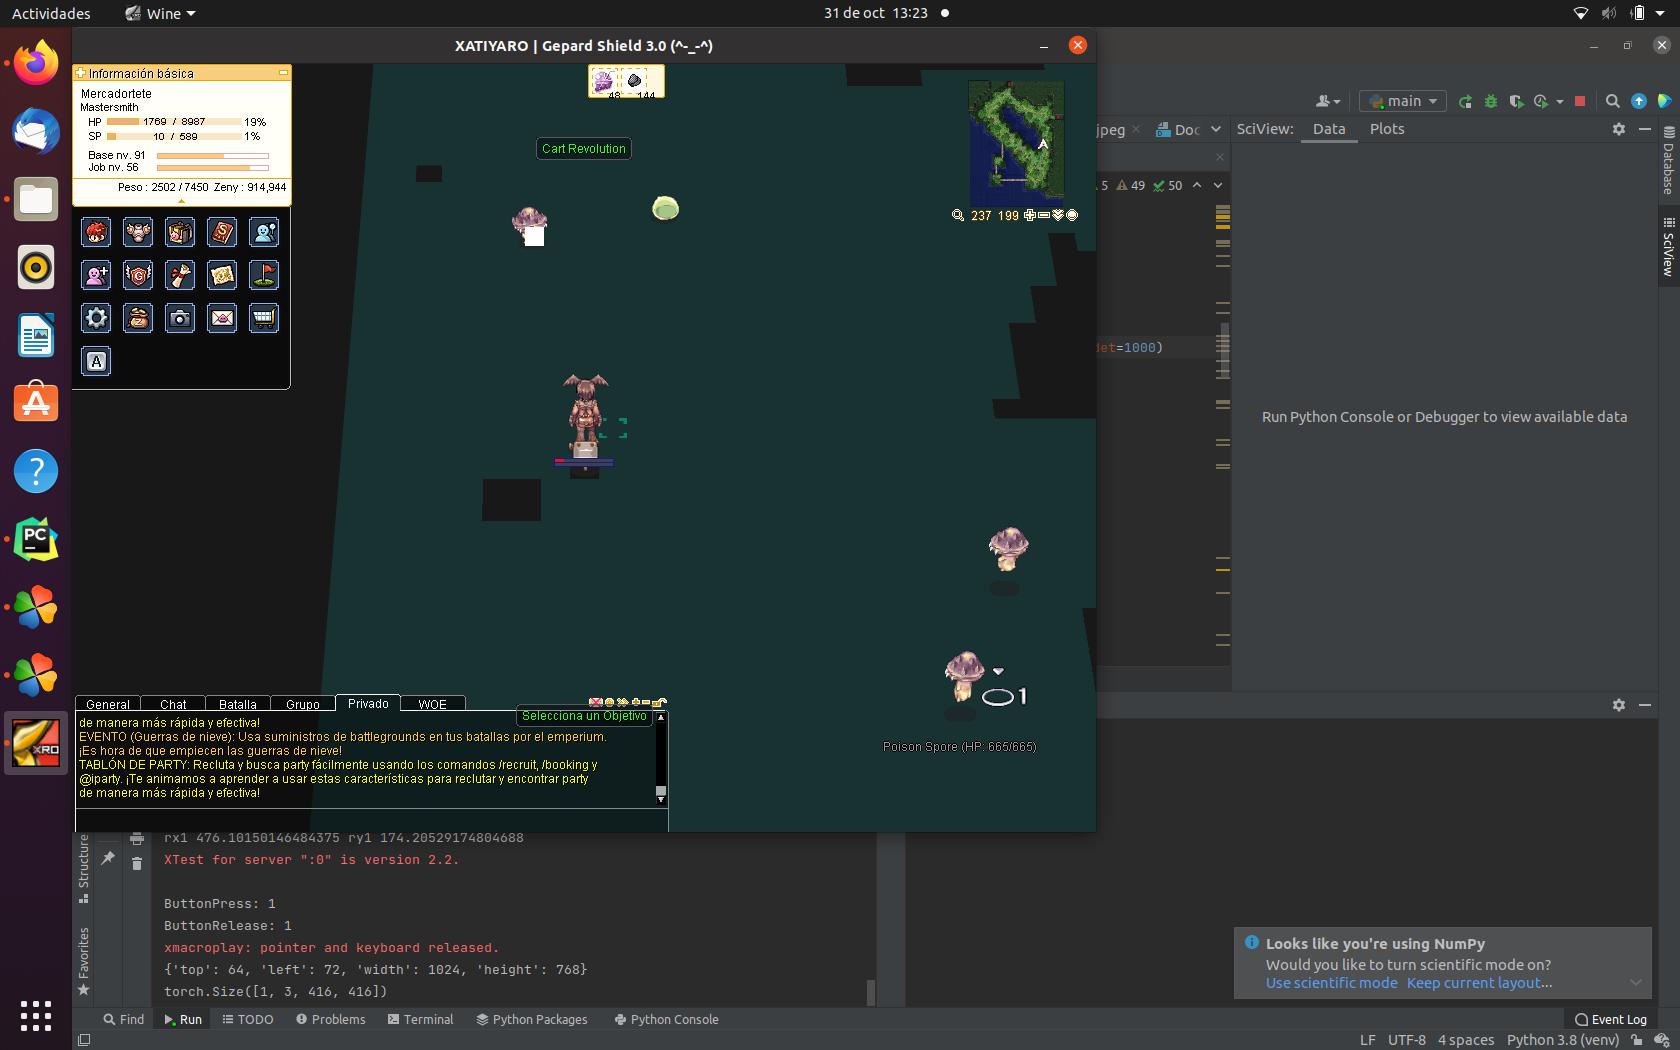 Actividades
Wine
31 de oct 13:23
XATIYARO | Gepard Shield 3.0 (^-_-^)
Información básica
Mercadortete
Mastersmith
HP 1769 / 8987 19%
SP 10 / 589 1%
Base nv. 91
Job nv. 56
Peso : 2502 / 7450 Zeny : 914,944
48 144
Cart Revolution
237 199
A
1
Poison Spore (HP: 665/665)
General Chat Batalla Grupo Privado WOE
Selecciona un Objetivo
de manera más rápida y efectiva!
EVENTO (Guerras de nieve): Usa suministros de battlegrounds en tus batallas por el emperium.
¡Es hora de que empiecen las guerras de nieve!
TABLÓN DE PARTY: Recluta y busca party fácilmente usando los comandos /recruit, /booking y
@iparty. ¡Te animamos a aprender a usar estas características para reclutar y encontrar party
de manera más rápida y efectiva!
PC
XRO
main
jpeg
Doc
SciView: Data Plots
5 49 50
det=1000)
Run Python Console or Debugger to view available data
Database
SciView
Structure
Favorites
rx1 476.10150146484375 ry1 174.20529174804688
XTest for server ":0" is version 2.2.
ButtonPress: 1
ButtonRelease: 1
xmacroplay: pointer and keyboard released.
{'top': 64, 'left': 72, 'width': 1024, 'height': 768}
torch.Size([1, 3, 416, 416])
Looks like you're using NumPy
Would you like to turn scientific mode on?
Use scientific mode Keep current layout...
Find Run TODO Problems Terminal Python Packages Python Console
Event Log
LF UTF-8 4 spaces Python 3.8 (venv)